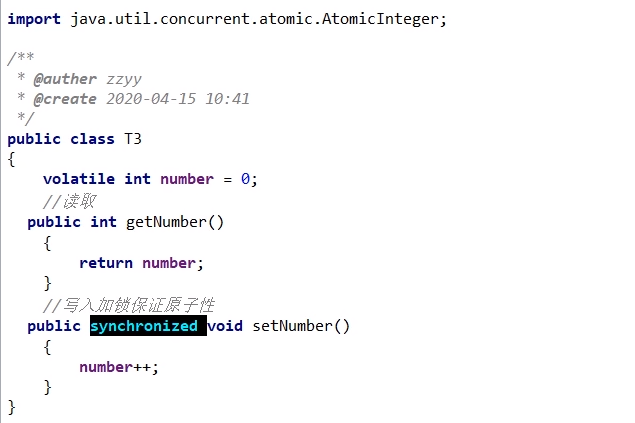 import java.util.concurrent.atomic.AtomicInteger;
/**
 * @auther zzyy
 * @create 2020-04-15 10:41
 */
public class T3
{
    volatile int number = 0;
    //读取
  public int getNumber()
    {
        return number;
    }
    //写入加锁保证原子性
  public synchronized void setNumber()
    {
        number++;
    }
}